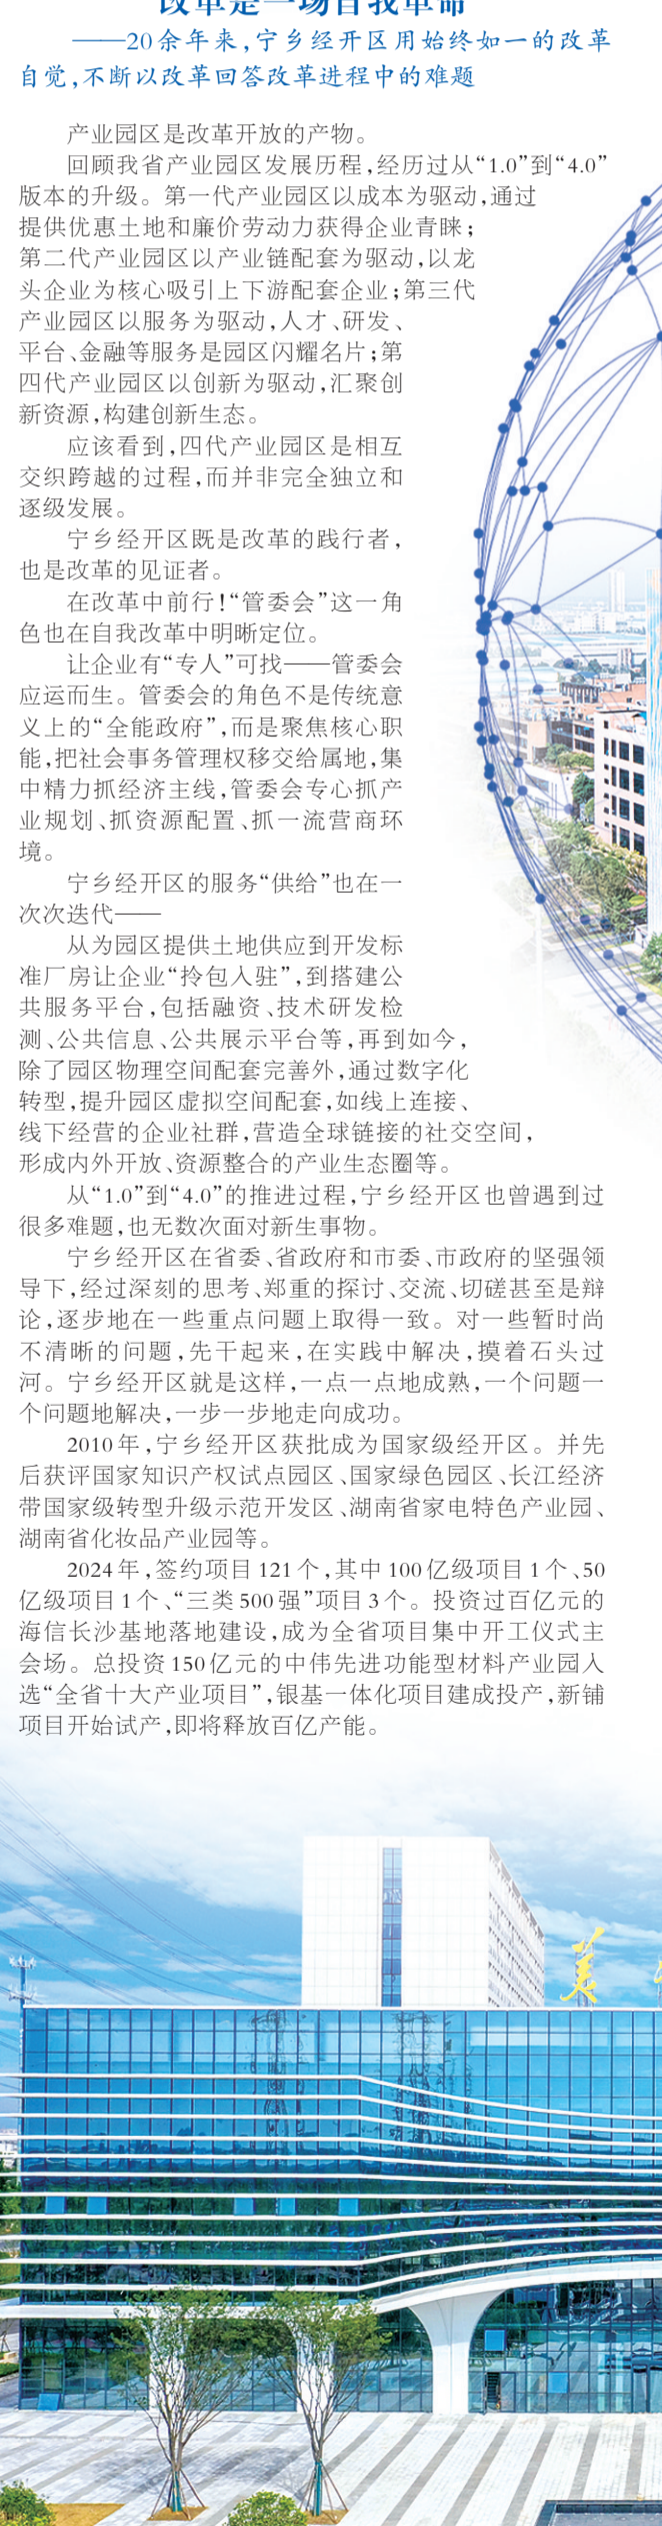 改革是一场自我革命
——20余年来,宁乡经开区用始终如一的改革
自觉,不断以改革回答改革进程中的难题
产业园区是改革开放的产物。
回顾我省产业园区发展历程,经历过从“1.0”到“4.0”
版本的升级。第一代产业园区以成本为驱动,通过
提供优惠土地和廉价劳动力获得企业青睐;
第二代产业园区以产业链配套为驱动,以龙
头企业为核心吸引上下游配套企业;第三代
产业园区以服务为驱动,人才、研发、
平台、金融等服务是园区闪耀名片;第
四代产业园区以创新为驱动,汇聚创
新资源,构建创新生态。
应该看到,四代产业园区是相互
交织跨越的过程,而并非完全独立和
逐级发展。
宁乡经开区既是改革的践行者,
也是改革的见证者。
在改革中前行!“管委会”这一角
色也在自我改革中明晰定位。
让企业有“专人”可找——管委会
应运而生。管委会的角色不是传统意
义上的“全能政府”,而是聚焦核心职
能,把社会事务管理权移交给属地,集
中精力抓经济主线,管委会专心抓产
业规划、抓资源配置、抓一流营商环
境。
宁乡经开区的服务“供给”也在一
次次迭代——
从为园区提供土地供应到开发标
准厂房让企业“拎包入驻”,到搭建公
共服务平台,包括融资、技术研发检
测、公共信息、公共展示平台等,再到如今,
除了园区物理空间配套完善外,通过数字化
转型,提升园区虚拟空间配套,如线上连接、
线下经营的企业社群,营造全球链接的社交空间,
形成内外开放、资源整合的产业生态圈等。
从“1.0”到“4.0”的推进过程,宁乡经开区也曾遇到过
很多难题,也无数次面对新生事物。
宁乡经开区在省委、省政府和市委、市政府的坚强领
导下,经过深刻的思考、郑重的探讨、交流、切磋甚至是辩
论,逐步地在一些重点问题上取得一致。对一些暂时尚
不清晰的问题,先干起来,在实践中解决,摸着石头过
河。宁乡经开区就是这样,一点一点地成熟,一个问题一
个问题地解决,一步一步地走向成功。
2010年,宁乡经开区获批成为国家级经开区。并先
后获评国家知识产权试点园区、国家绿色园区、长江经济
带国家级转型升级示范开发区、湖南省家电特色产业园、
湖南省化妆品产业园等。
2024年,签约项目121个,其中100亿级项目1个、50
亿级项目1个、“三类500强”项目3个。投资过百亿元的
海信长沙基地落地建设,成为全省项目集中开工仪式主
会场。总投资150亿元的中伟先进功能型材料产业园入
选“全省十大产业项目”,银基一体化项目建成投产,新铺
项目开始试产,即将释放百亿产能。
美